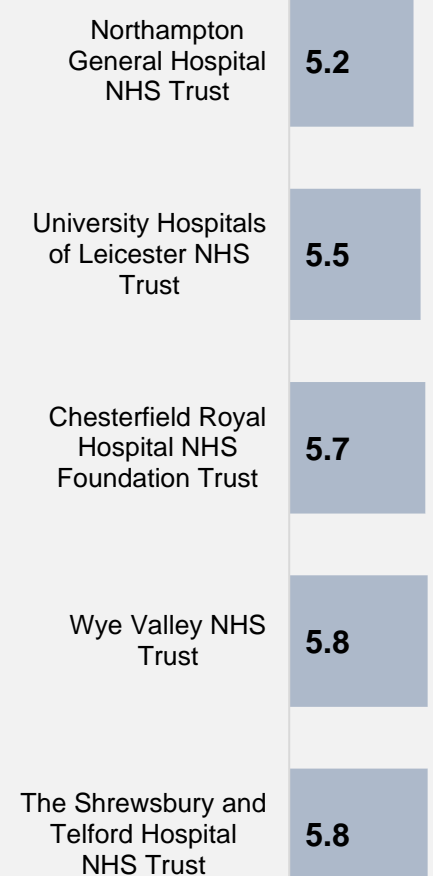 Northampton
General Hospital
NHS Trust
5.2
University Hospitals
of Leicester NHS
Trust
5.5
Chesterfield Royal
Hospital NHS
Foundation Trust
5.7
Wye Valley NHS
Trust
5.8
The Shrewsbury and
Telford Hospital
NHS Trust
5.8